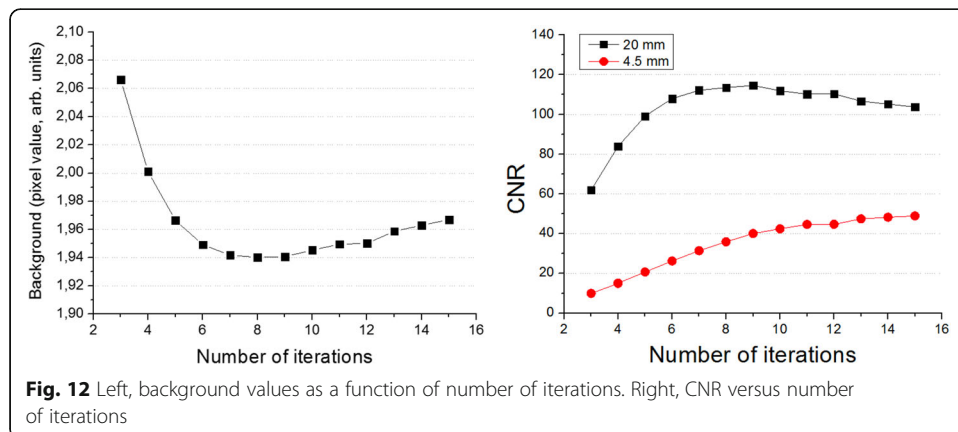 2,10
2,08
2,06
2,04
2,02
2,00
1,98
1,96
1,94
1,92
1,90
Background (pixel value, arb. units)
2 4 6 8 10 12 14 16
Number of iterations
140
120
100
80
60
40
20
0
CNR
20 mm
4.5 mm
2 4 6 8 10 12 14 16
Number of iterations
Fig. 12 Left, background values as a function of number of iterations. Right, CNR versus number
of iterations